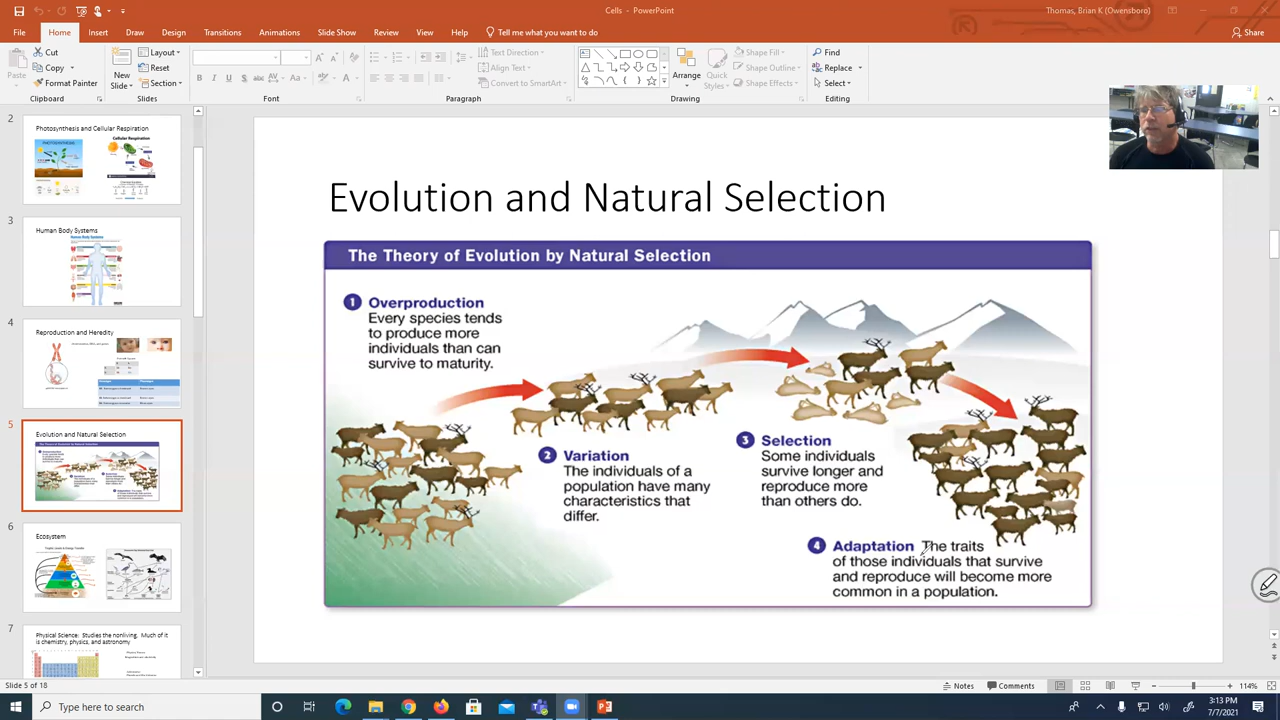 Cells - PowerPoint
Thomas, Brian K (Owensboro)
File Home Insert Draw Design Transitions Animations Slide Show Review View Help Tell me what you want to do
Share
Paste
Cut
Copy
Format Painter
Clipboard
New
Slide
Layout
Reset
Section
Slides
B I U S abc AV Aa A
Font
Text Direction
Align Text
Convert to SmartArt
Paragraph
Arrange
Quick
Styles
Shape Fill
Shape Outline
Shape Effects
Drawing
Find
Replace
Select
Editing
2
Photosynthesis and Cellular Respiration
PHOTOSYNTHESIS
Cellular Respiration
3
Human Body Systems
4
Reproduction and Heredity
5
Evolution and Natural Selection
6
Ecosystem
7
Physical Science: Studies the nonliving. Much of it
is chemistry, physics, and astronomy
Evolution and Natural Selection
The Theory of Evolution by Natural Selection
1 Overproduction
Every species tends
to produce more
individuals than can
survive to maturity.
2 Variation
The individuals of a
population have many
characteristics that
differ.
3 Selection
Some individuals
survive longer and
reproduce more
than others do.
4 Adaptation The traits
of those individuals that survive
and reproduce will become more
common in a population.
Slide 5 of 18
Notes
Comments
114%
Type here to search
3:13 PM
7/7/2021